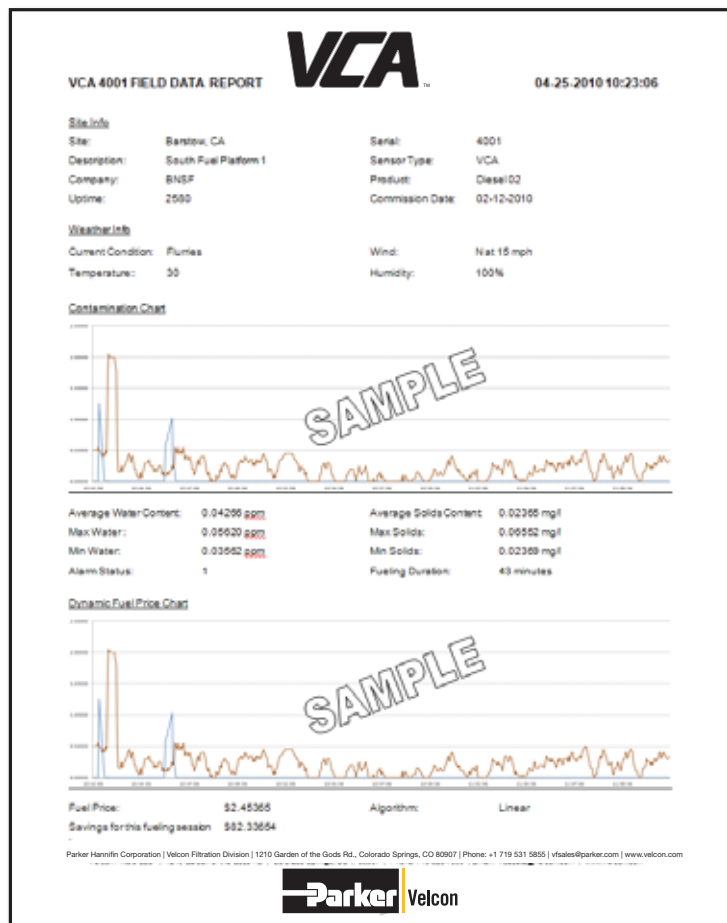 VCA
TM
VCA 4001 FIELD DATA REPORT 04-25-2010 10:23:06
Site Info
Site: Barstow, CA Serial: 4001
Description: South Fuel Platform 1 Sensor Type: VCA
Company: BNSF Product: Diesel 02
Uptime: 2580 Commission Date: 02-12-2010
Weather Info
Current Condition: Flurries Wind: N at 15 mph
Temperature: 30 Humidity: 100%
Contamination Chart
SAMPLE
Average Water Content: 0.04266 ppm Average Solids Content: 0.02365 mg/l
Max Water: 0.05620 ppm Max Solids: 0.06552 mg/l
Min Water: 0.03662 ppm Min Solids: 0.02369 mg/l
Alarm Status: 1 Fueling Duration: 43 minutes
Dynamic Fuel Price Chart
SAMPLE
Fuel Price: $2.45365 Algorithm: Linear
Savings for this fueling session $82.33654
Parker Hannifin Corporation | Velcon Filtration Division | 1210 Garden of the Gods Rd., Colorado Springs, CO 80907 | Phone: +1 719 531 5855 | vfsales@parker.com | www.velcon.com
Parker Velcon